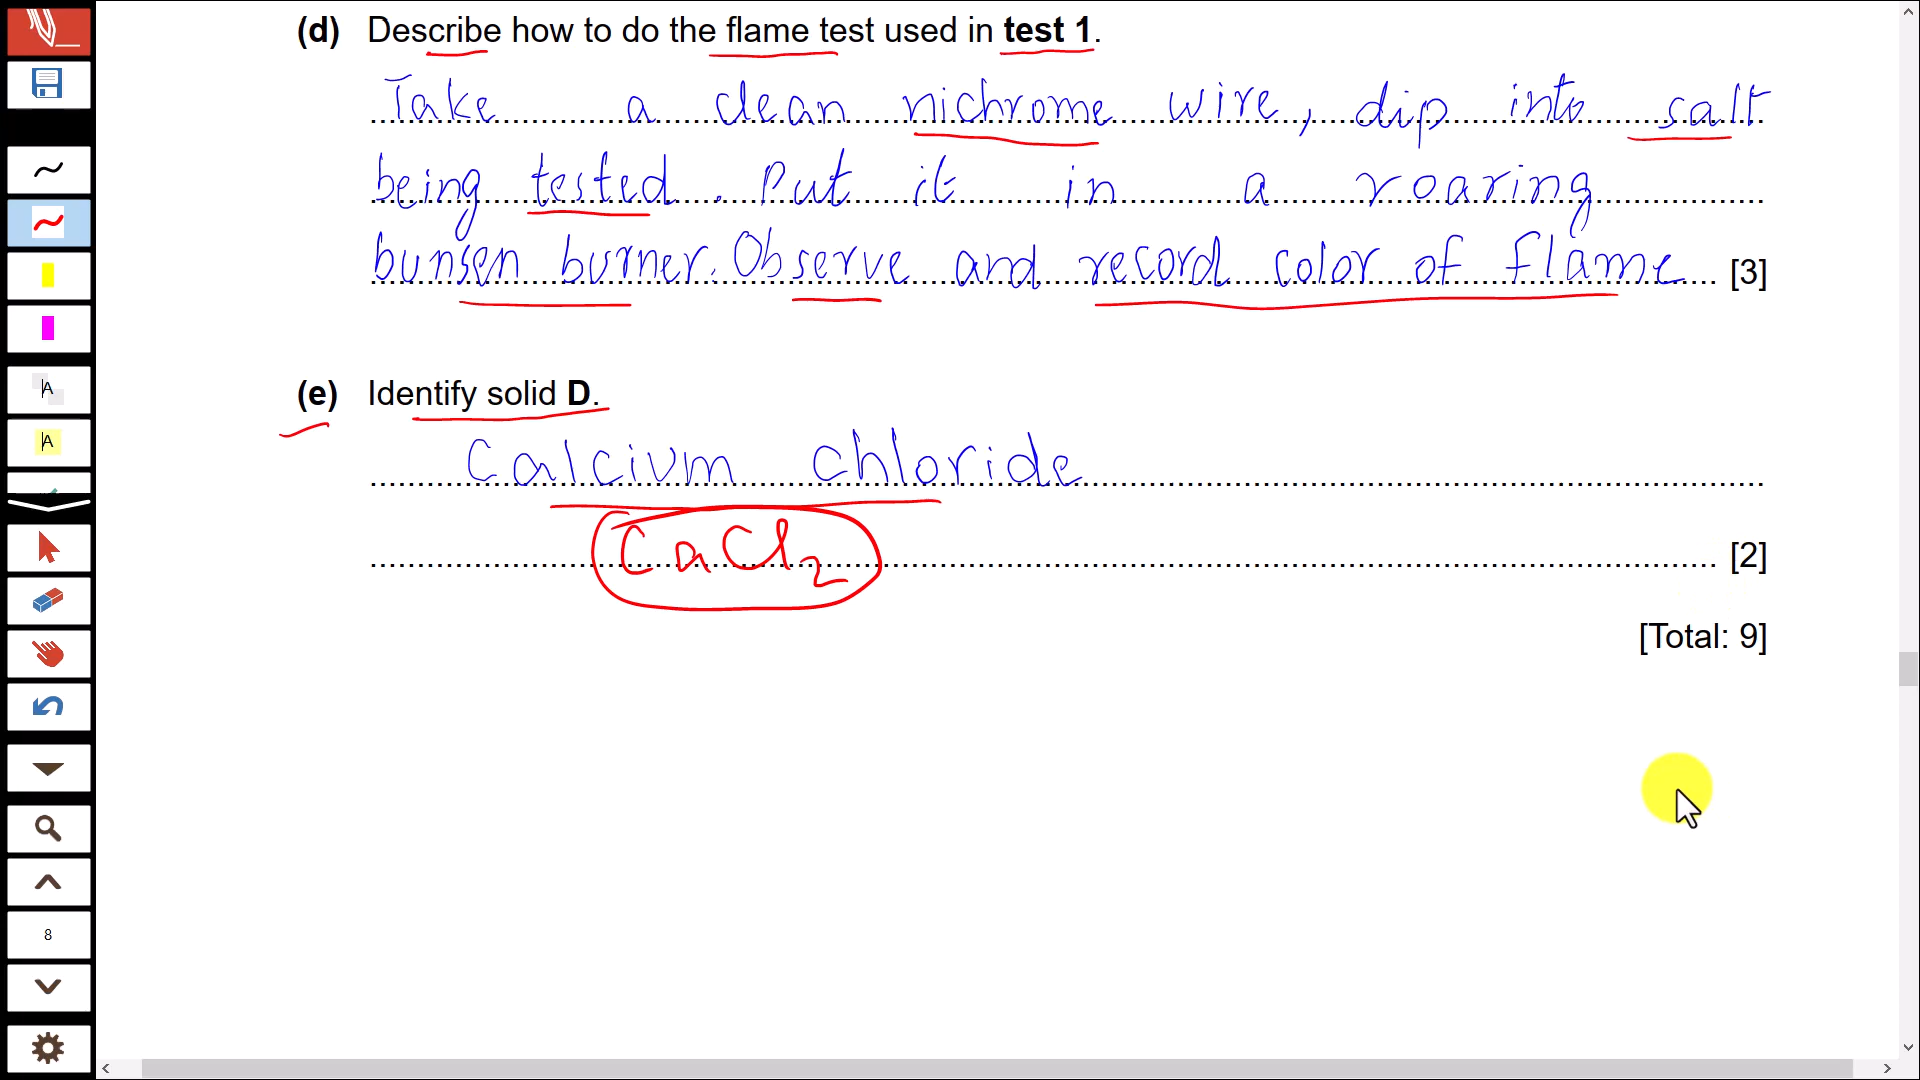 (d) Describe how to do the flame test used in test 1.
Take a clean nichrome wire, dip into salt
being tested. Put it in a roaring
bunsen burner. Observe and record color of flame [3]
(e) Identify solid D.
Calcium chloride
CaCl2 [2]
[Total: 9]
A
A
8